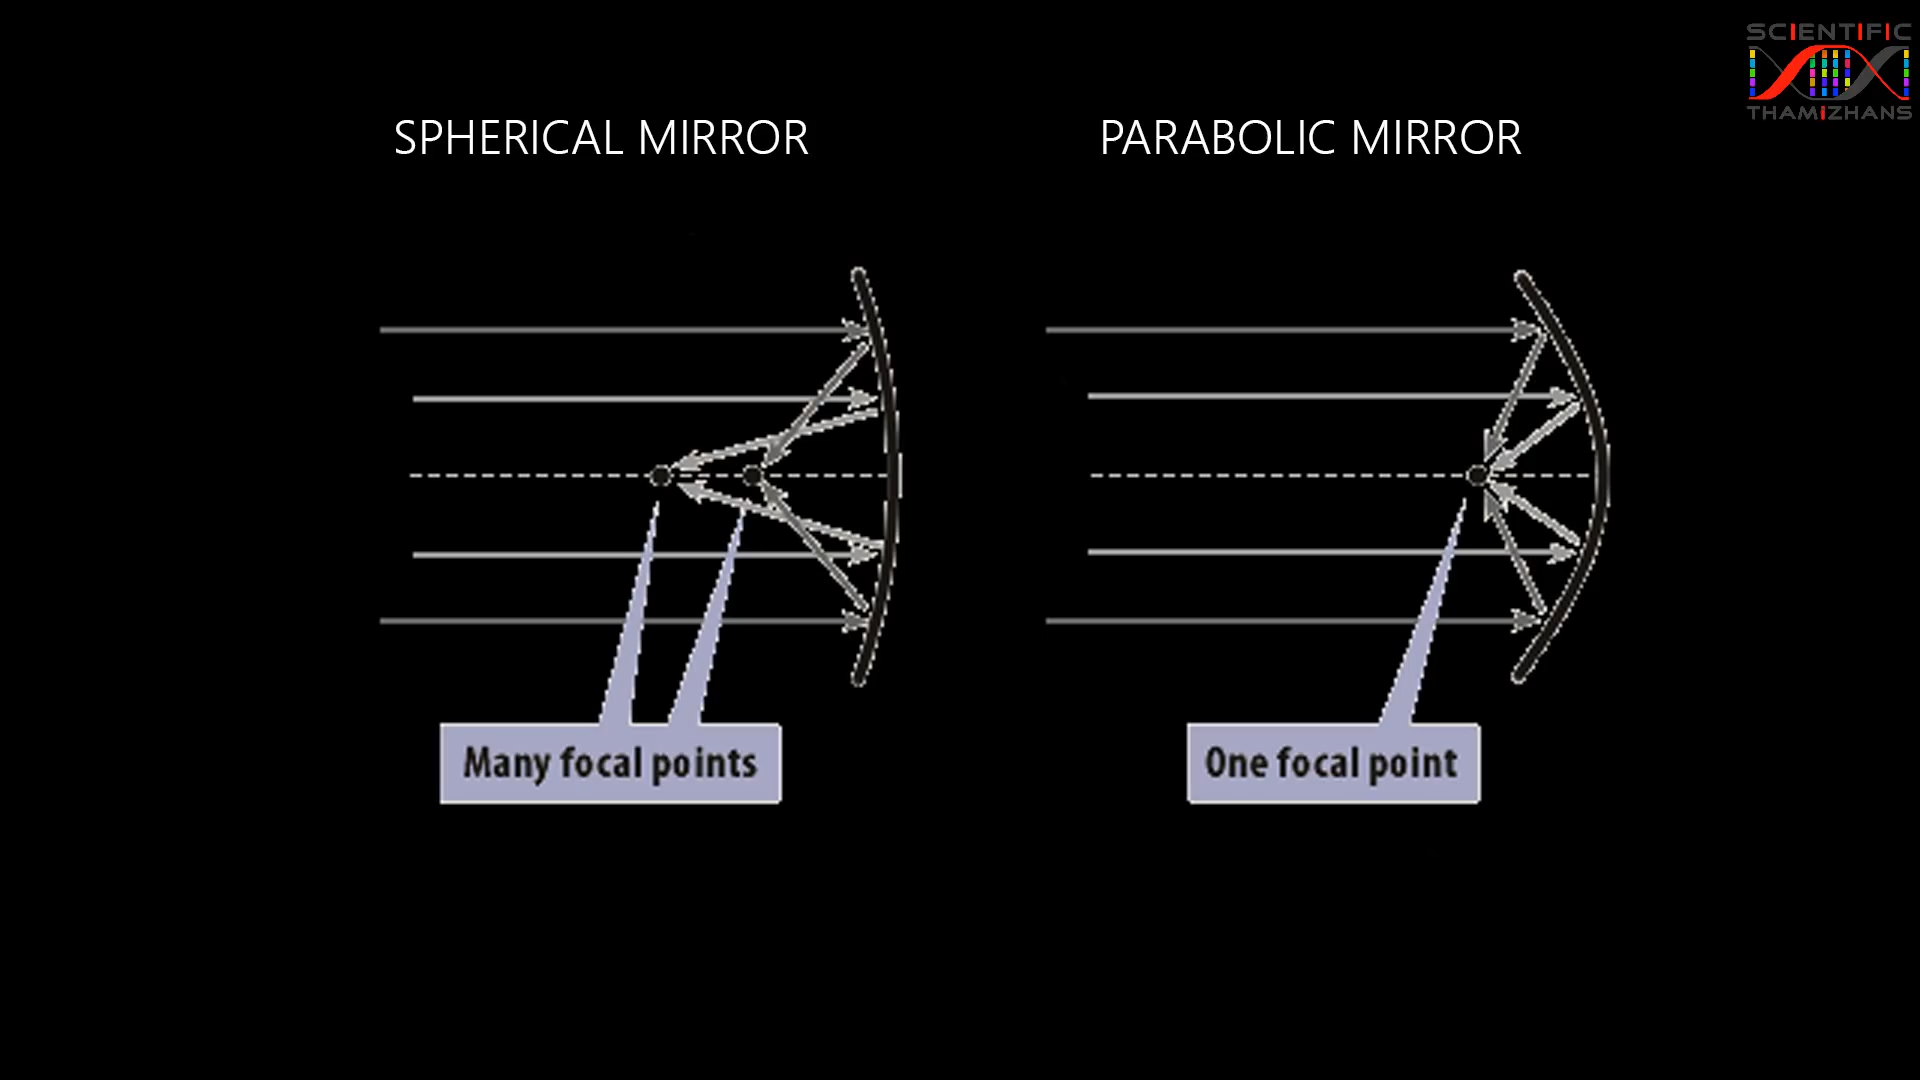 SCIENTIFIC
THAMIZHANS
SPHERICAL MIRROR
PARABOLIC MIRROR
Many focal points
One focal point